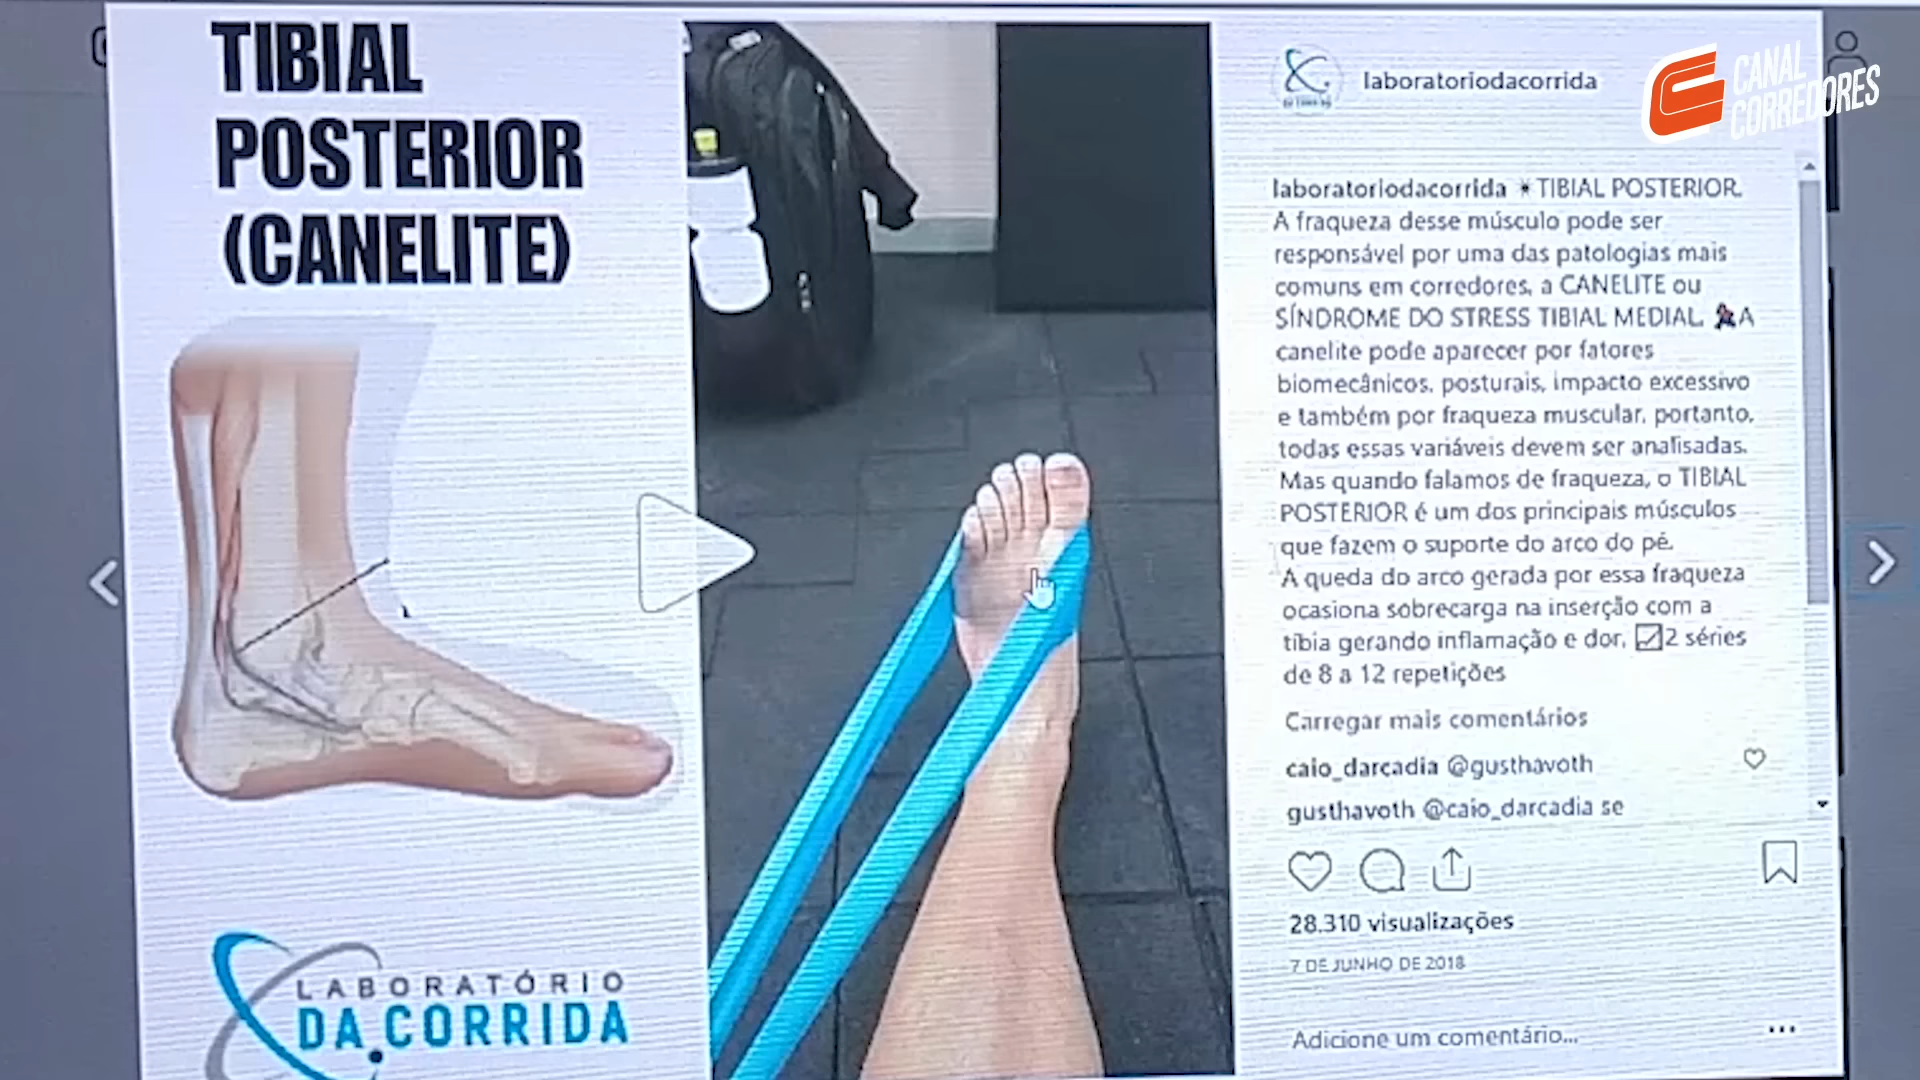 TIBIAL
POSTERIOR
(CANELITE)
LABORATÓRIO
DA CORRIDA
laboratoriodacorrida
CANAL
CORREDORES
laboratoriodacorrida ☀TIBIAL POSTERIOR.
A fraqueza desse músculo pode ser
responsável por uma das patologias mais
comuns em corredores, a CANELITE ou
SÍNDROME DO STRESS TIBIAL MEDIAL. 🏃A
canelite pode aparecer por fatores
biomecânicos, posturais, impacto excessivo
e também por fraqueza muscular, portanto,
todas essas variáveis devem ser analisadas.
Mas quando falamos de fraqueza, o TIBIAL
POSTERIOR é um dos principais músculos
que fazem o suporte do arco do pé.
A queda do arco gerada por essa fraqueza
ocasiona sobrecarga na inserção com a
tíbia gerando inflamação e dor. ☑2 séries
de 8 a 12 repetições
Carregar mais comentários
caio_darcadia @gusthavoth
gusthavoth @caio_darcadia se
28.310 visualizações
7 DE JUNHO DE 2018
Adicione um comentário...